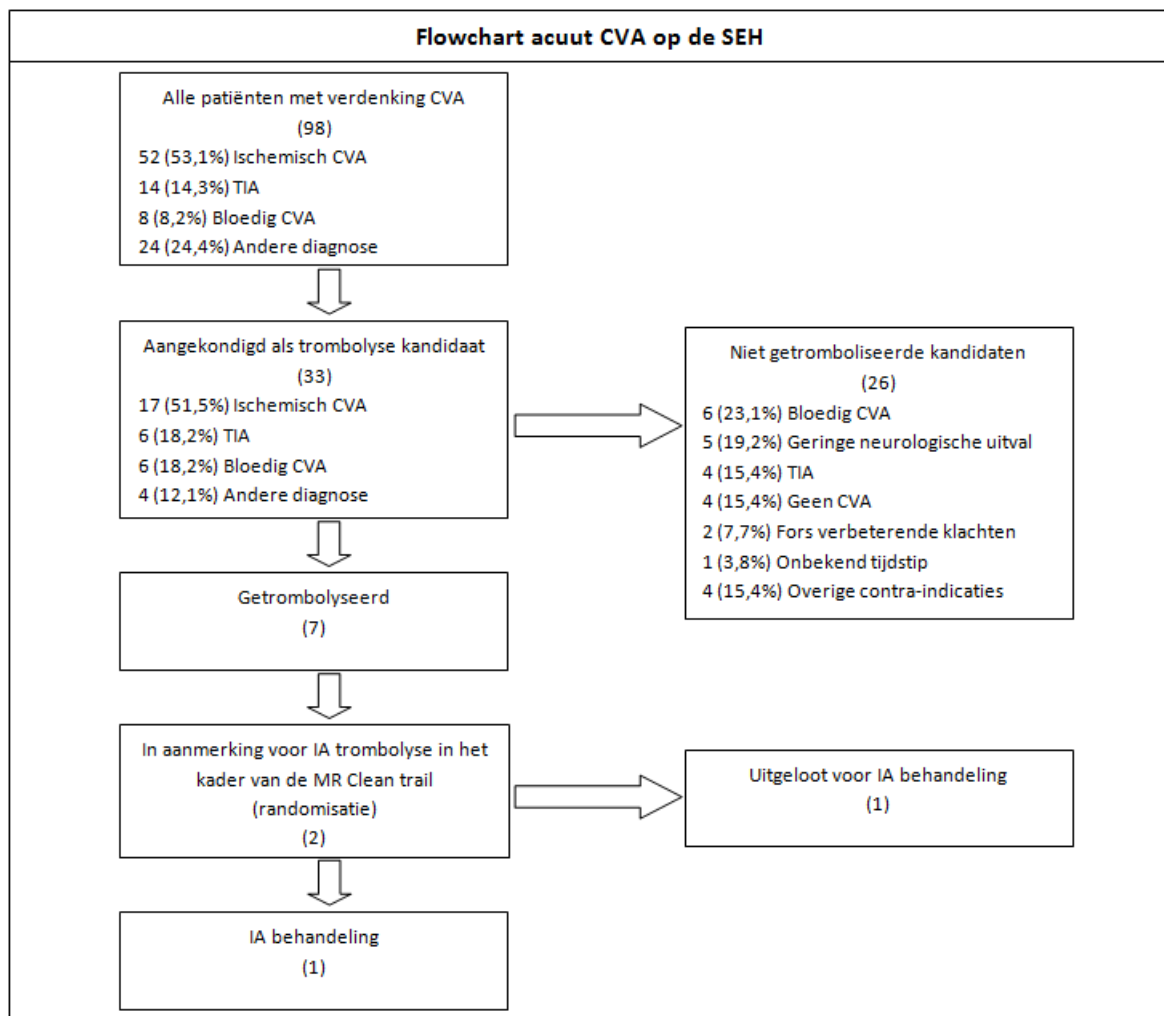 Flowchart acuut CVA op de SEH
Alle patiënten met verdenking CVA
(98)
52 (53,1%) Ischemisch CVA
14 (14,3%) TIA
8 (8,2%) Bloedig CVA
24 (24,4%) Andere diagnose
Aangekondigd als trombolyse kandidaat
(33)
17 (51,5%) Ischemisch CVA
6 (18,2%) TIA
6 (18,2%) Bloedig CVA
4 (12,1%) Andere diagnose
Niet getromboliseerde kandidaten
(26)
6 (23,1%) Bloedig CVA
5 (19,2%) Geringe neurologische uitval
4 (15,4%) TIA
4 (15,4%) Geen CVA
2 (7,7%) Fors verbeterende klachten
1 (3,8%) Onbekend tijdstip
4 (15,4%) Overige contra-indicaties
Getrombolyseerd
(7)
In aanmerking voor IA trombolyse in het
kader van de MR Clean trail
(randomisatie)
(2)
Uitgeloot voor IA behandeling
(1)
IA behandeling
(1)